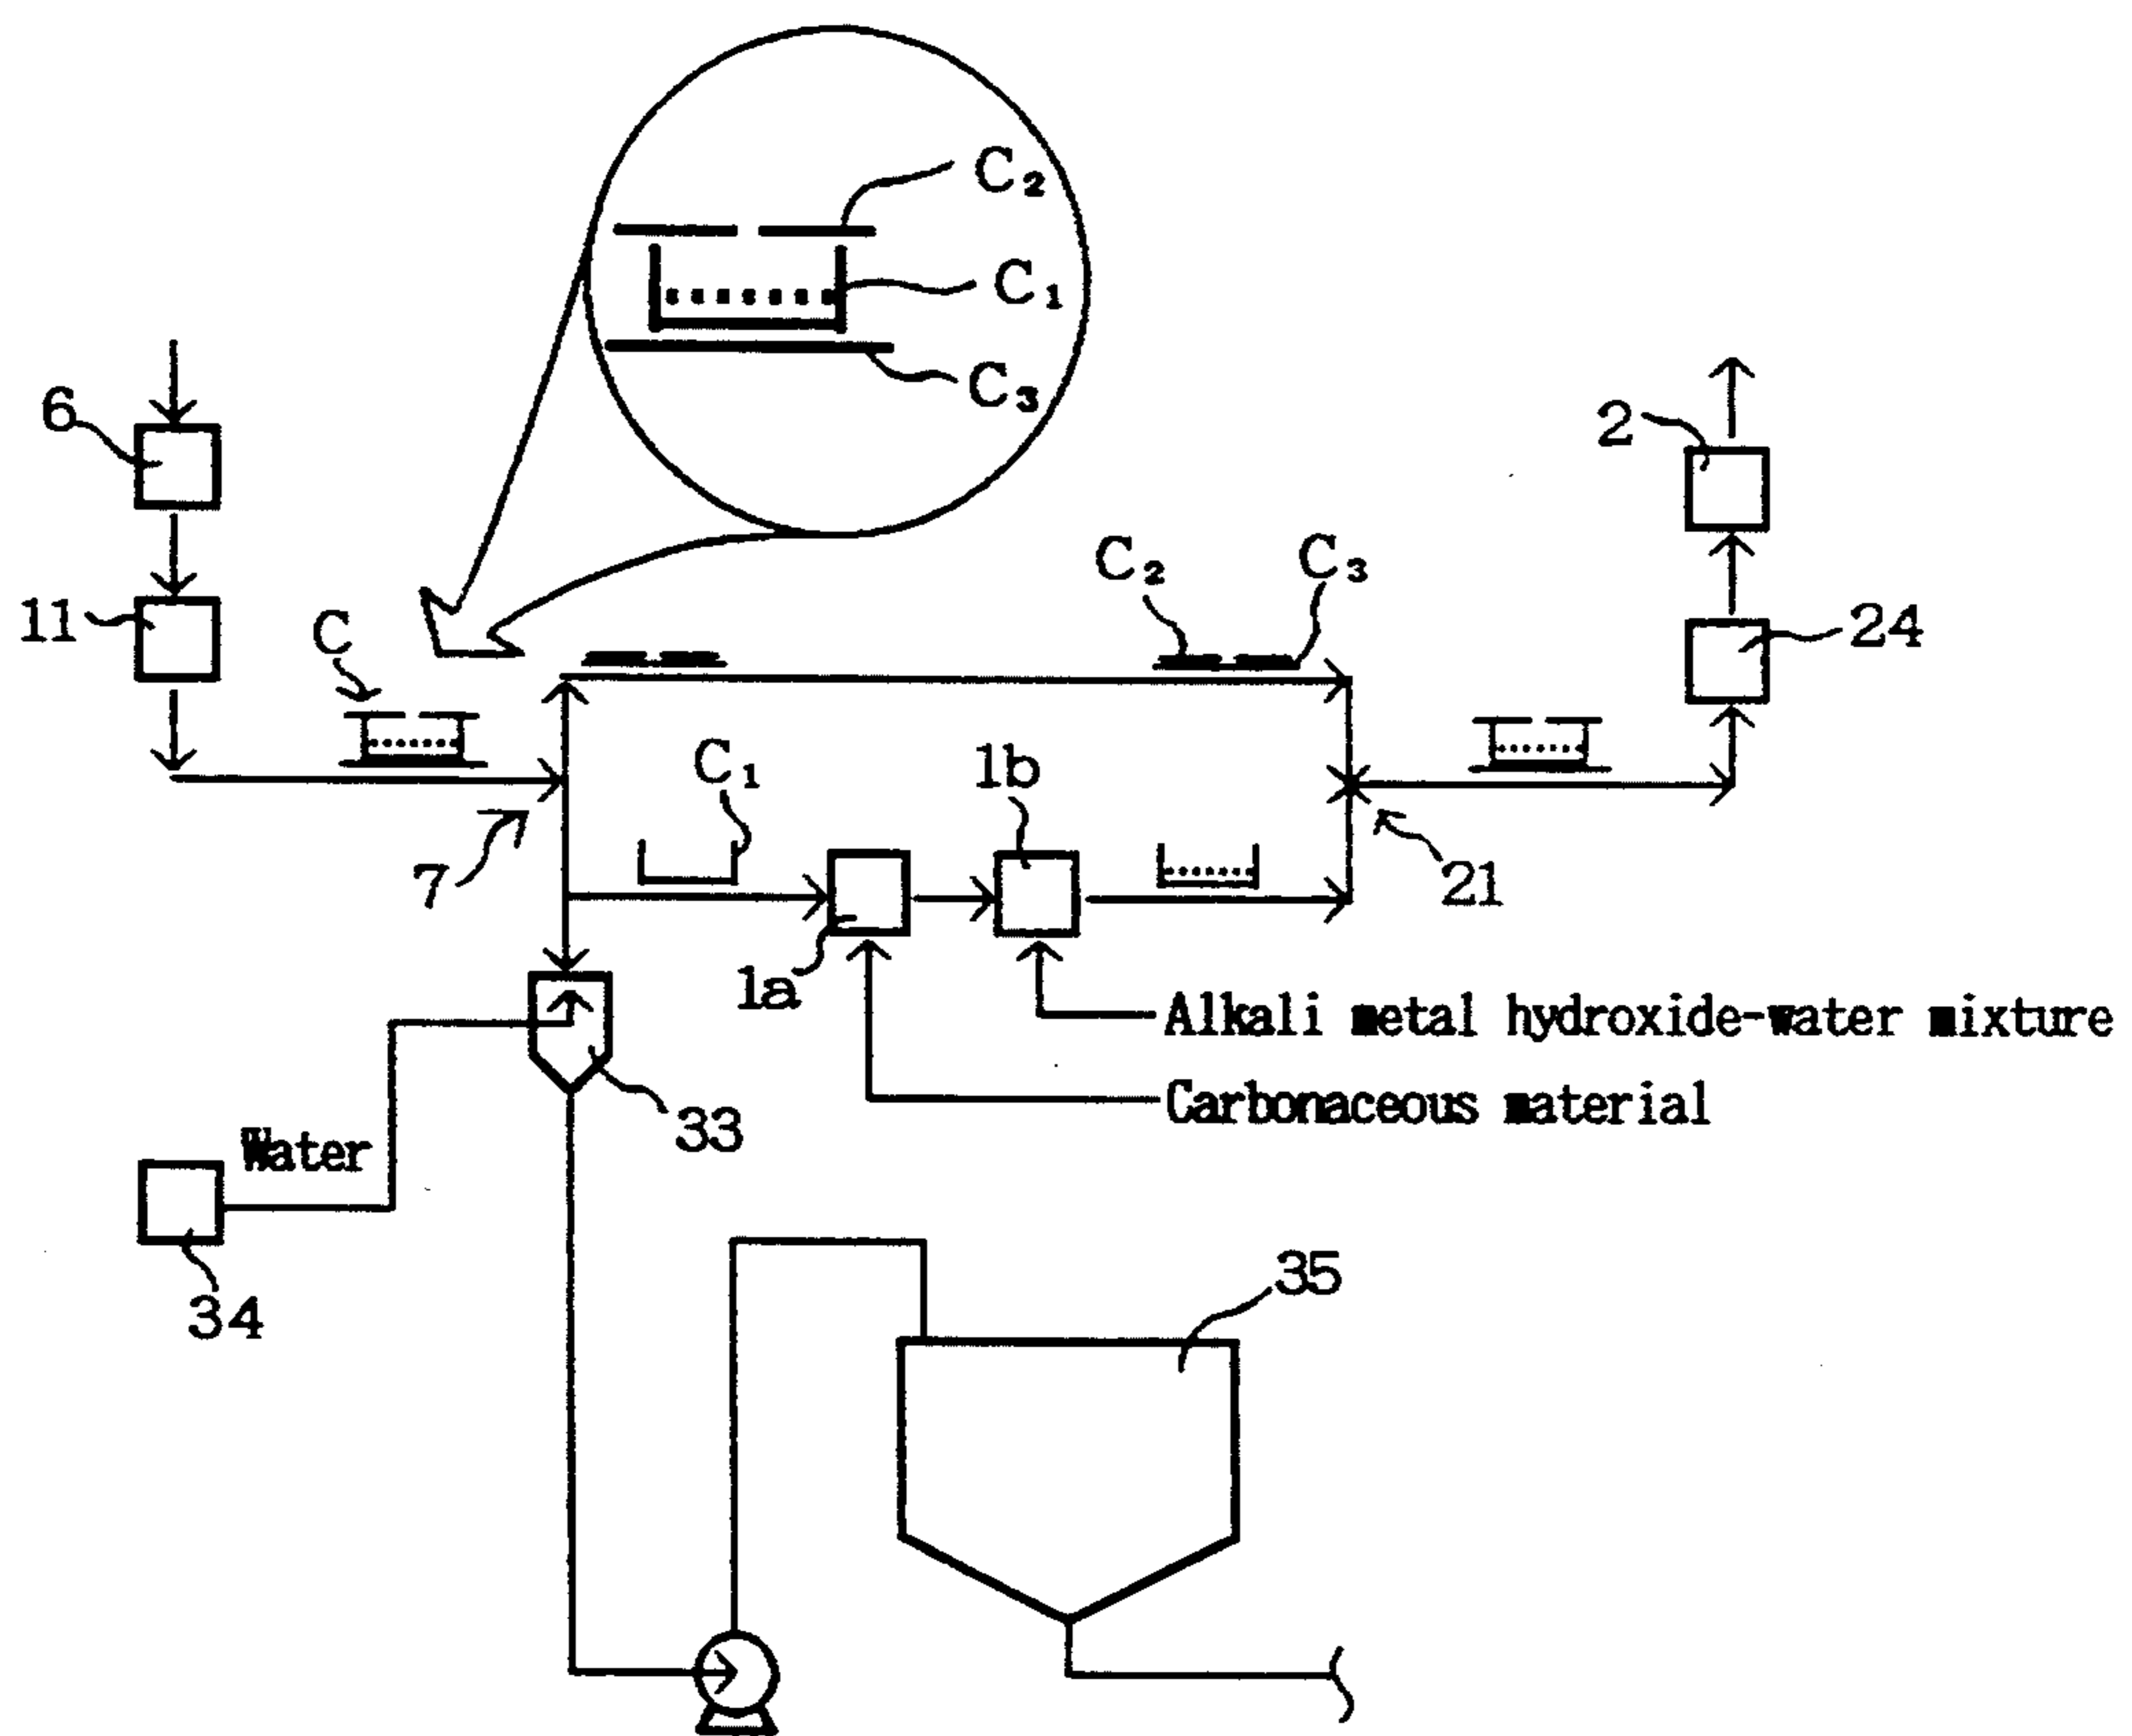 C₂
C₁
C₃
6
2
11
C
C₂
C₃
24
C₁
1b
7
21
1a
Alkali metal hydroxide-water mixture
Carbonaceous material
33
Water
34
35